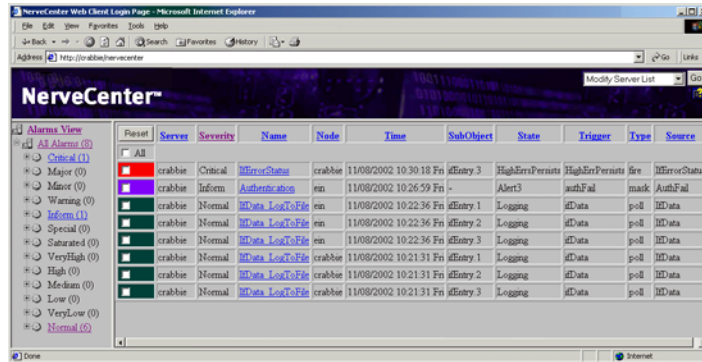 NerveCenter Web Client Login Page - Microsoft Internet Explorer
File Edit View Favorites Tools Help
Back Search Favorites History
Address http://crabbie/nervecenter Go Links
Modify Server List Go
NerveCenter™
Alarms View
All Alarms (8)
Critical (1)
Major (0)
Minor (0)
Warning (0)
Inform (1)
Special (0)
Saturated (0)
VeryHigh (0)
High (0)
Medium (0)
Low (0)
VeryLow (0)
Normal (6)
Reset Server Severity Name Node Time SubObject State Trigger Type Source
All
crabbie Critical IfErrorStatus crabbie 11/08/2002 10:30:18 Fri ifEntry.3 HighErrsPersists HighErrPersists fire IfErrorStatu
crabbie Inform Authentication ein 11/08/2002 10:26:59 Fri - Alert3 authFail mask AuthFail
crabbie Normal IfData_LogToFile ein 11/08/2002 10:22:36 Fri ifEntry.1 Logging ifData poll IfData
crabbie Normal IfData_LogToFile ein 11/08/2002 10:22:36 Fri ifEntry.2 Logging ifData poll IfData
crabbie Normal IfData_LogToFile ein 11/08/2002 10:22:36 Fri ifEntry.3 Logging ifData poll IfData
crabbie Normal IfData_LogToFile crabbie 11/08/2002 10:21:31 Fri ifEntry.1 Logging ifData poll IfData
crabbie Normal IfData_LogToFile crabbie 11/08/2002 10:21:31 Fri ifEntry.2 Logging ifData poll IfData
crabbie Normal IfData_LogToFile crabbie 11/08/2002 10:21:31 Fri ifEntry.3 Logging ifData poll IfData
Done Internet